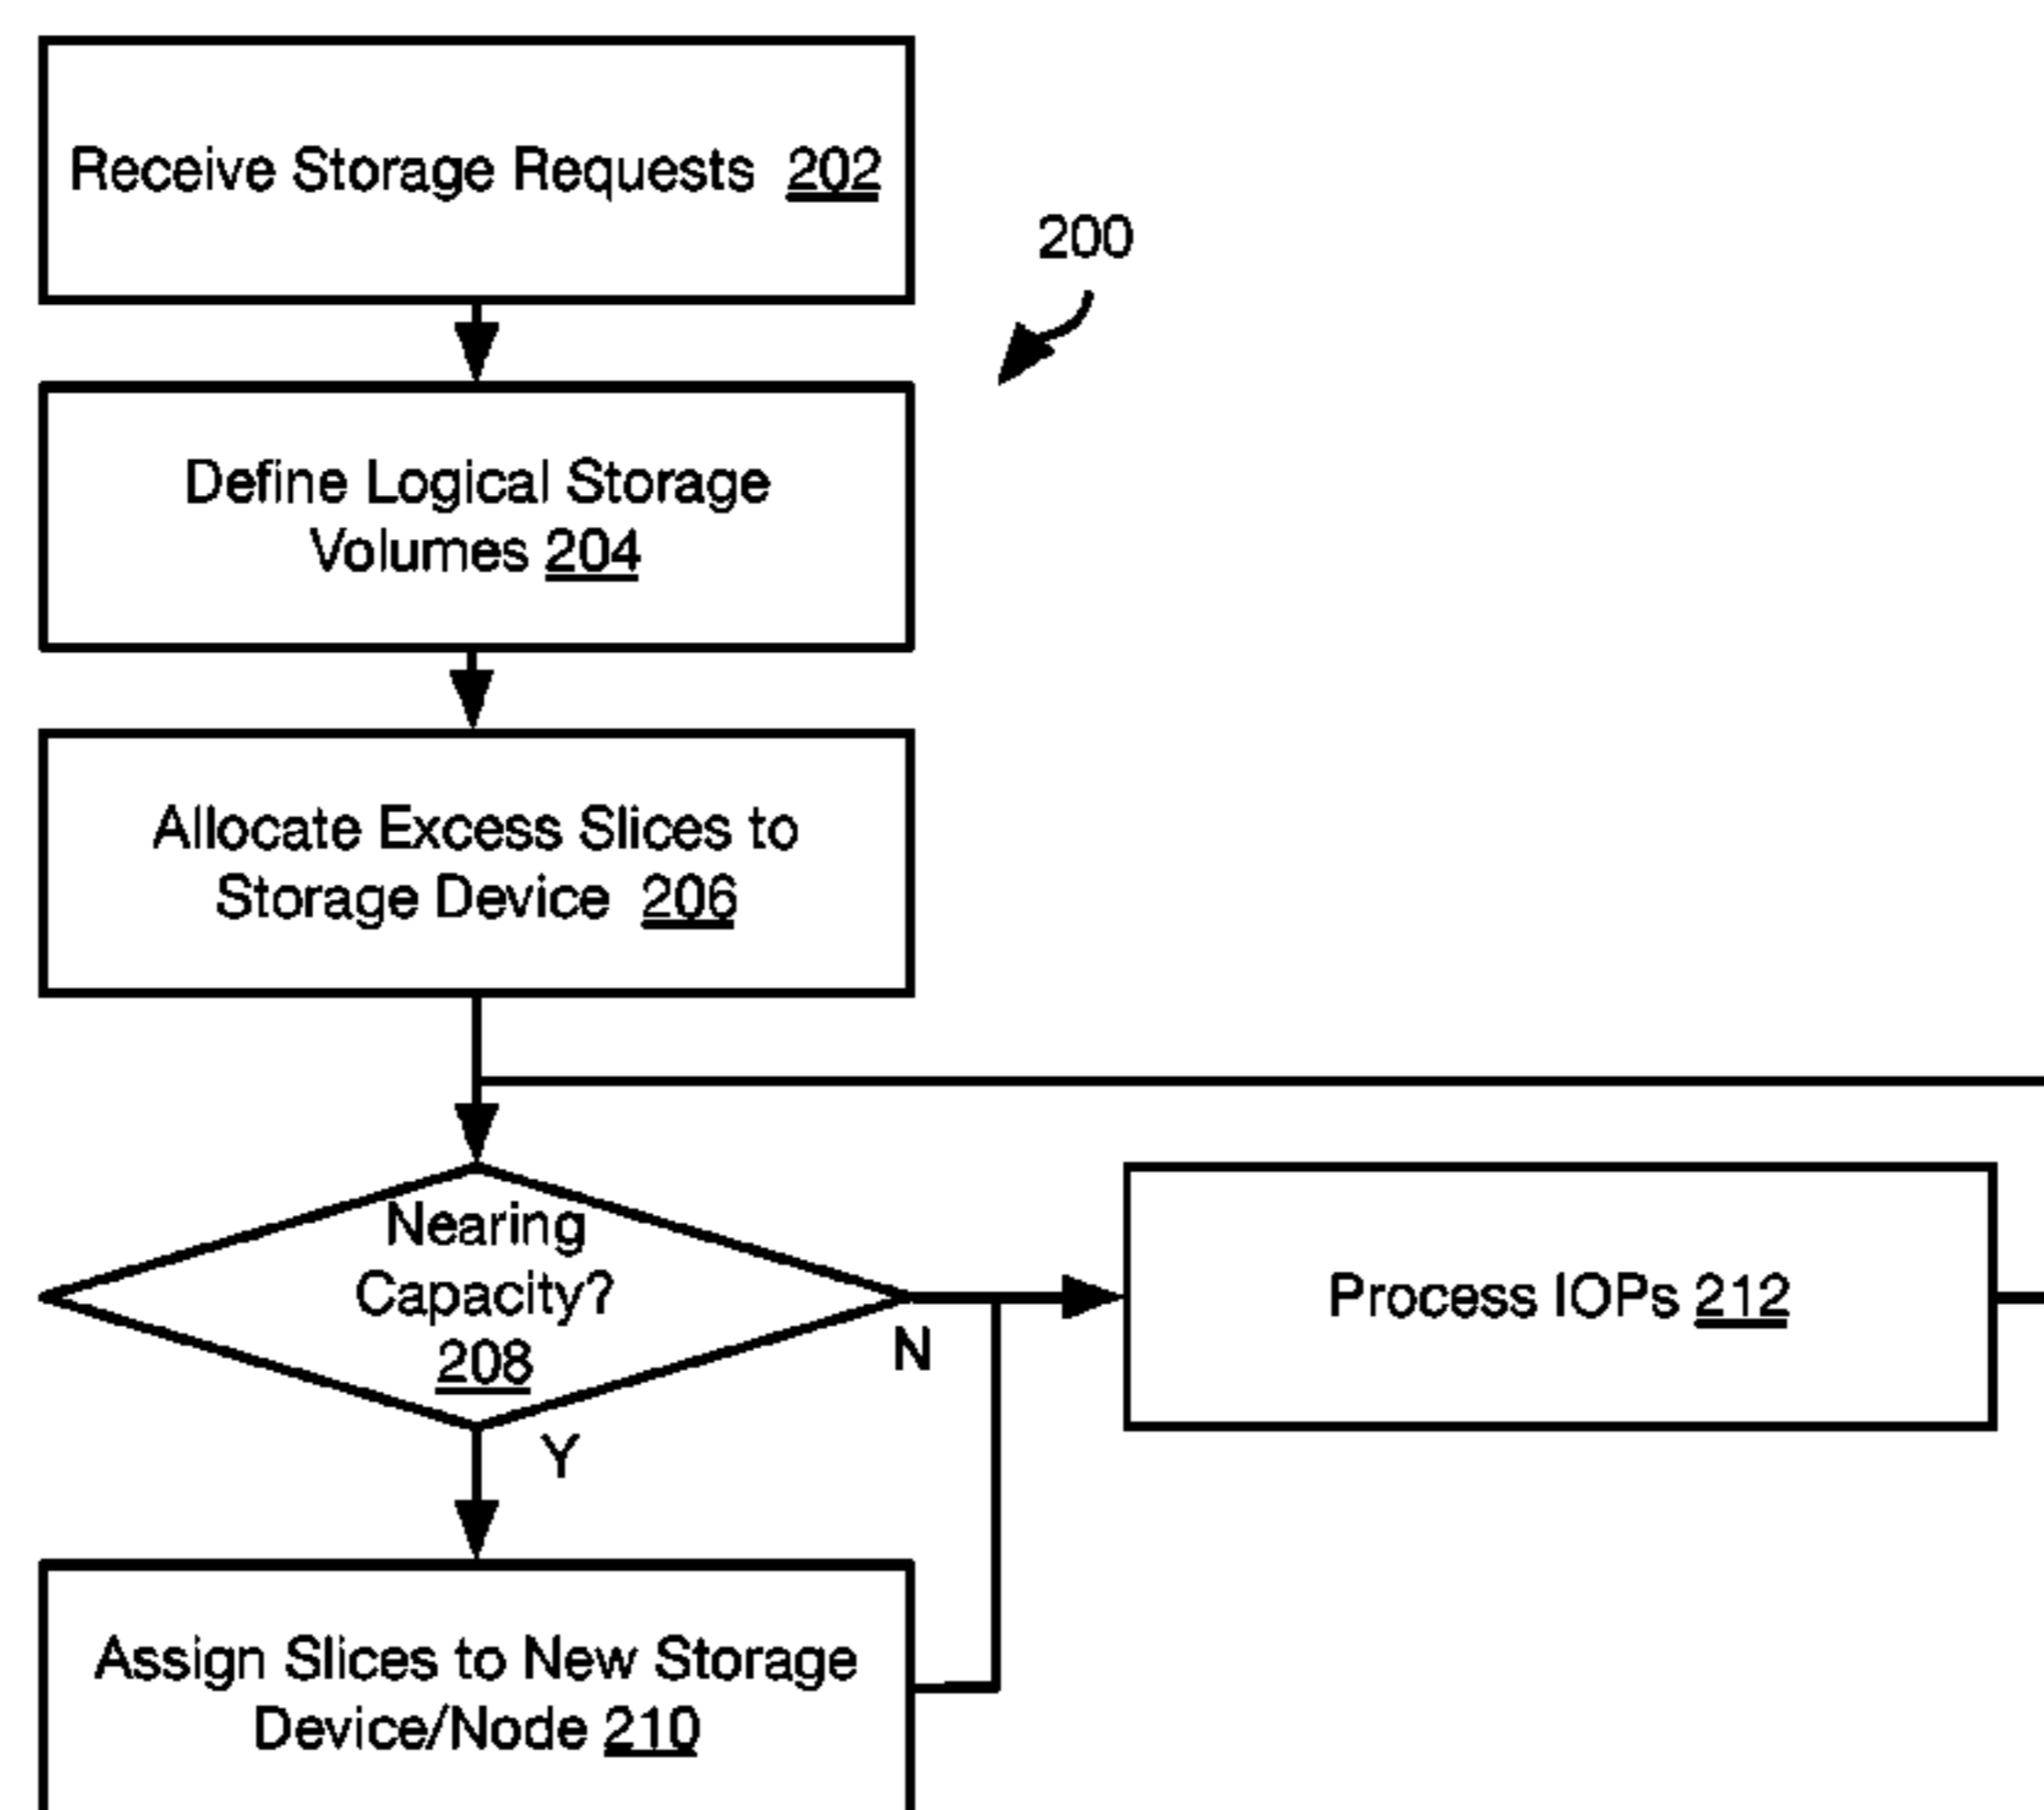 Receive Storage Requests 202
200
Define Logical Storage
Volumes 204
Allocate Excess Slices to
Storage Device 206
Nearing
Capacity?
208
N
Y
Process IOPs 212
Assign Slices to New Storage
Device/Node 210